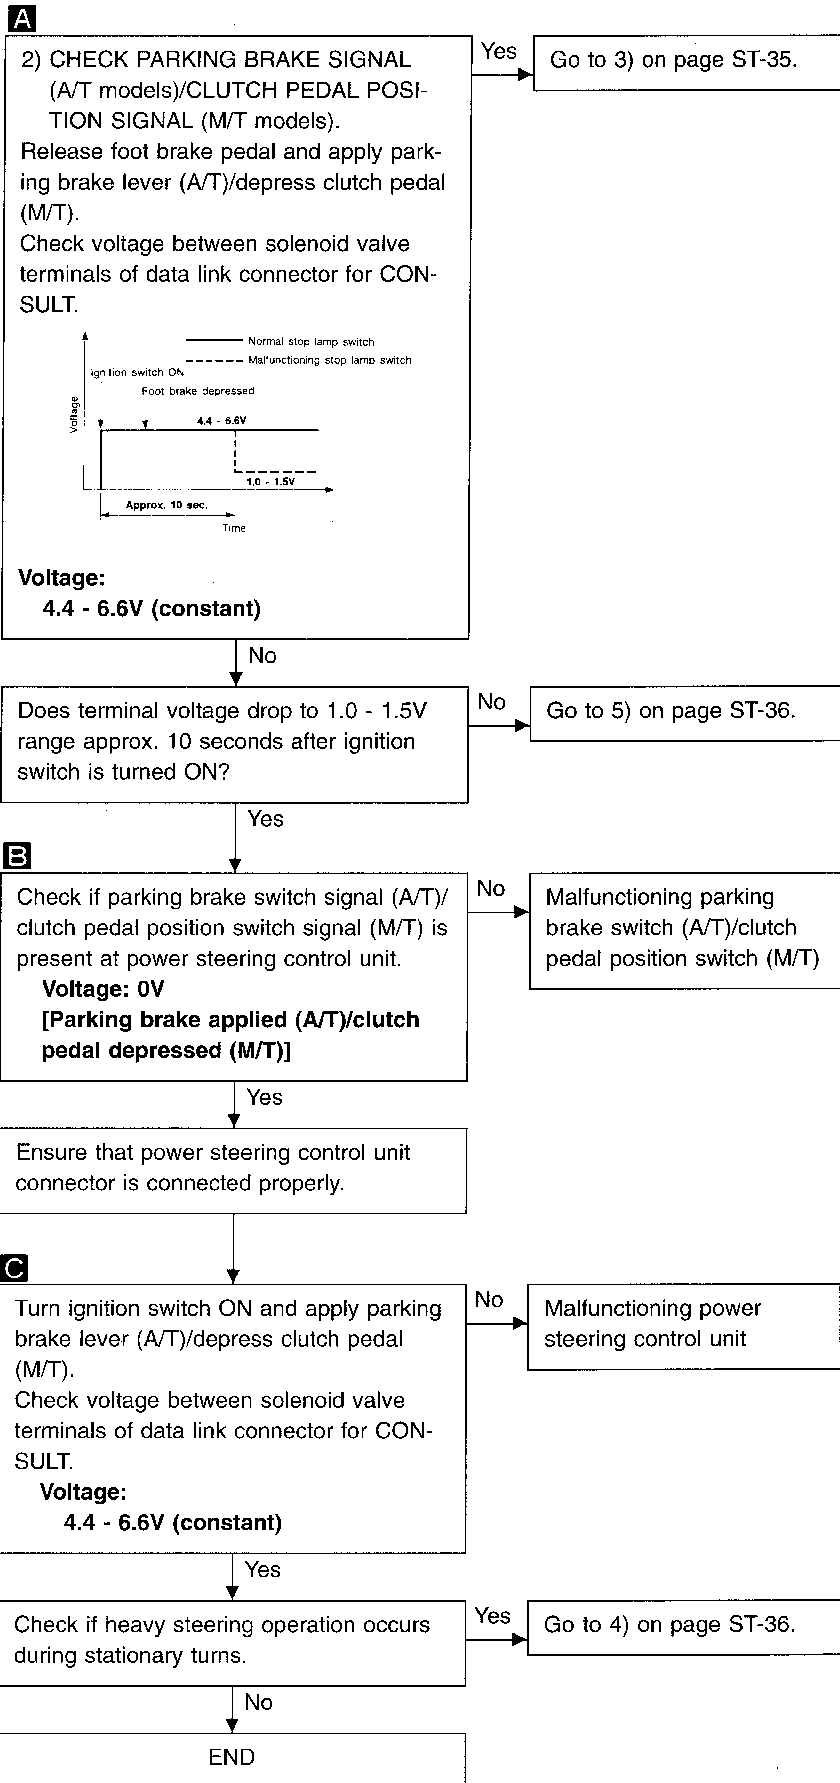 A
2) CHECK PARKING BRAKE SIGNAL
(A/T models)/CLUTCH PEDAL POSI-
TION SIGNAL (M/T models).
Release foot brake pedal and apply park-
ing brake lever (A/T)/depress clutch pedal
(M/T).
Check voltage between solenoid valve
terminals of data link connector for CON-
SULT.
Normal stop lamp switch
Malfunctioning stop lamp switch
Ignition switch ON
Foot brake depressed
Voltage
4.4 - 6.6V
1.0 - 1.5V
Approx. 10 sec.
Time
Voltage:
4.4 - 6.6V (constant)
Yes
Go to 3) on page ST-35.
No
Does terminal voltage drop to 1.0 - 1.5V
range approx. 10 seconds after ignition
switch is turned ON?
No
Go to 5) on page ST-36.
Yes
B
Check if parking brake switch signal (A/T)/
clutch pedal position switch signal (M/T) is
present at power steering control unit.
Voltage: 0V
[Parking brake applied (A/T)/clutch
pedal depressed (M/T)]
No
Malfunctioning parking
brake switch (A/T)/clutch
pedal position switch (M/T)
Yes
Ensure that power steering control unit
connector is connected properly.
C
Turn ignition switch ON and apply parking
brake lever (A/T)/depress clutch pedal
(M/T).
Check voltage between solenoid valve
terminals of data link connector for CON-
SULT.
Voltage:
4.4 - 6.6V (constant)
No
Malfunctioning power
steering control unit
Yes
Check if heavy steering operation occurs
during stationary turns.
Yes
Go to 4) on page ST-36.
No
END